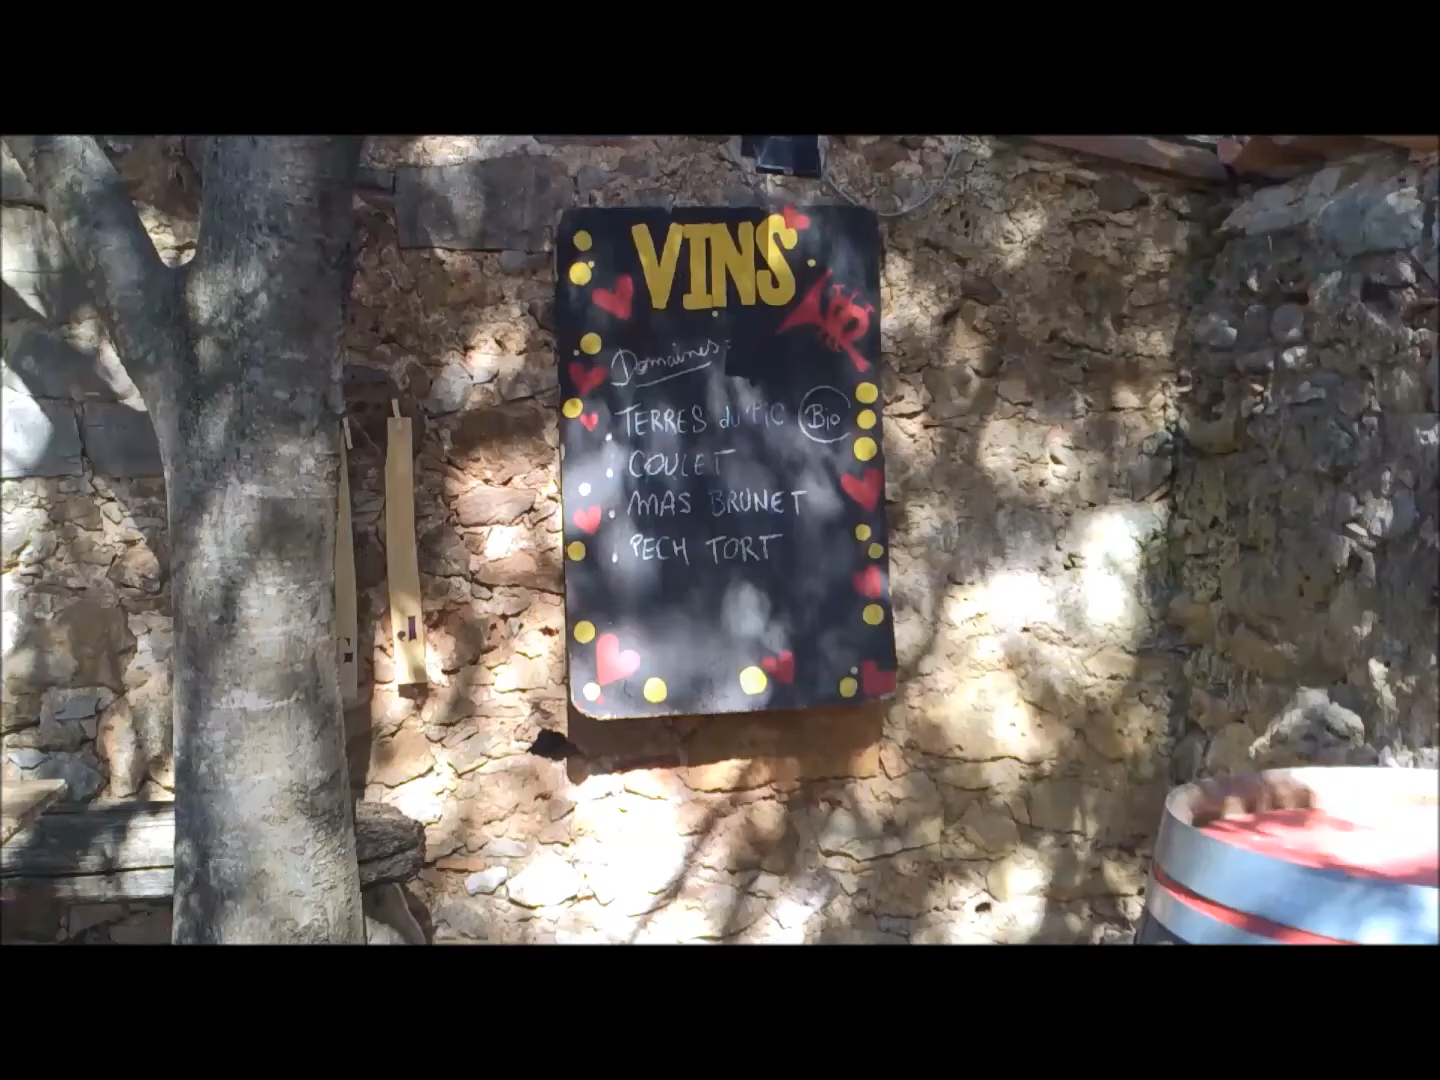 VINS
Domaines:
. TERRES du PIC Bio
. COULET
. MAS BRUNET
. PECH TORT